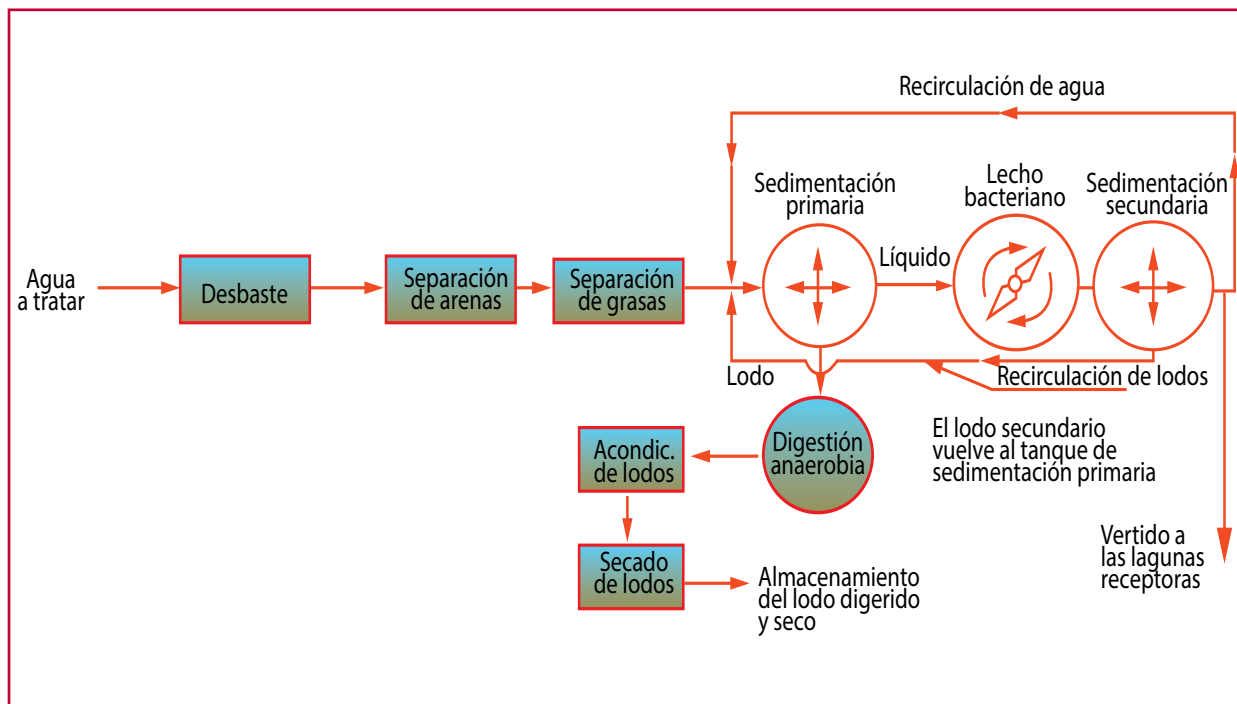 Recirculación de agua
Sedimentación
primaria
Lecho
bacteriano
Sedimentación
secundaria
Agua
a tratar
Desbaste
Separación
de arenas
Separación
de grasas
Líquido
Lodo
Recirculación de lodos
El lodo secundario
vuelve al tanque de
sedimentación primaria
Digestión
anaerobia
Acondic.
de lodos
Secado
de lodos
Almacenamiento
del lodo digerido
y seco
Vertido a
las lagunas
receptoras